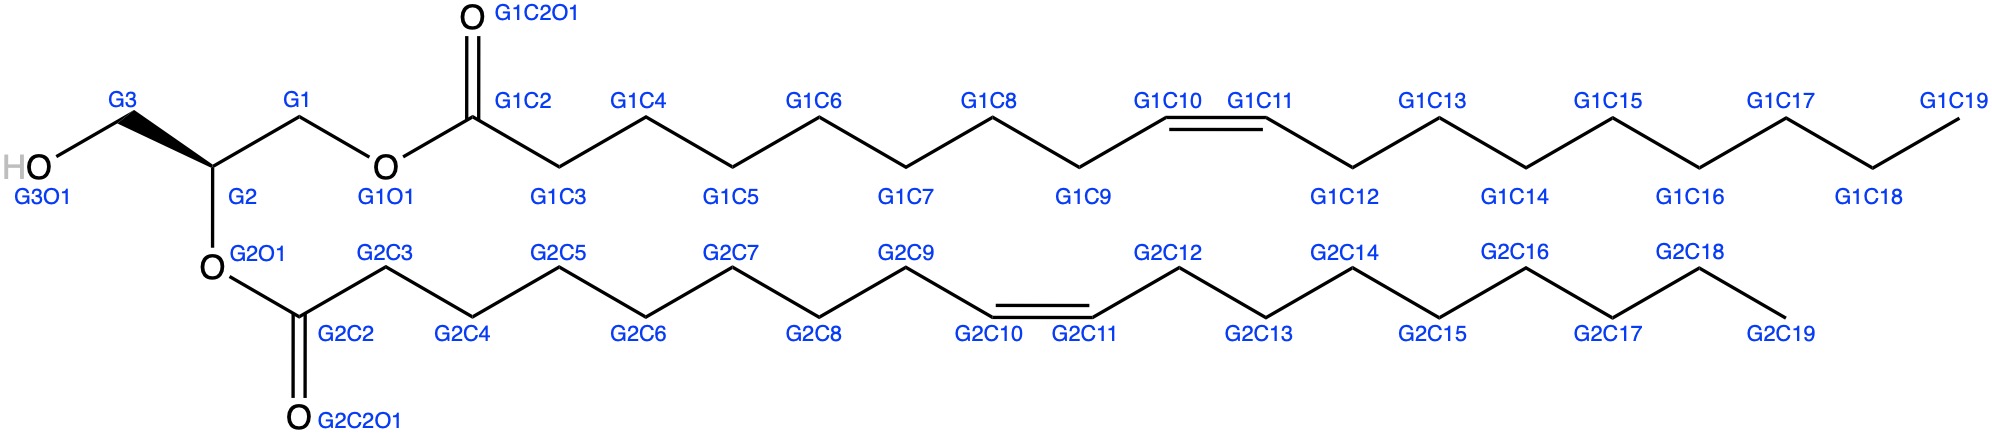 O G1C2O1
G3 G1 G1C2 G1C4 G1C6 G1C8 G1C10 G1C11 G1C13 G1C15 G1C17 G1C19
HO O
G3O1 G2 G1O1 G1C3 G1C5 G1C7 G1C9 G1C12 G1C14 G1C16 G1C18
O G2O1 G2C3 G2C5 G2C7 G2C9 G2C12 G2C14 G2C16 G2C18
G2C2 G2C4 G2C6 G2C8 G2C10 G2C11 G2C13 G2C15 G2C17 G2C19
O G2C2O1